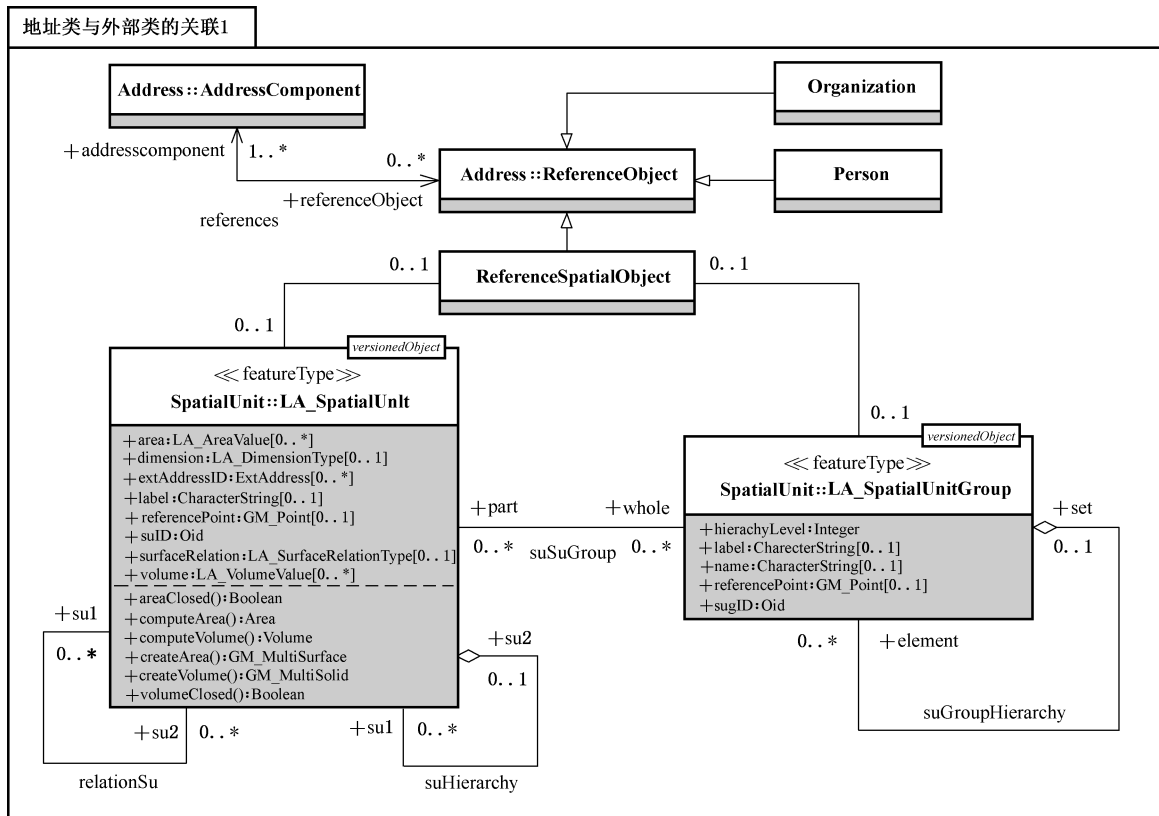 地址类与外部类的关联1
Address::AddressComponent
Organization
+addresscomponent
1..*
0..*
Address::ReferenceObject
Person
+referenceObject
references
0..1
ReferenceSpatialObject
0..1
0..1
versionedObject
≪featureType≫
SpatialUnit::LA_SpatialUnlt
0..1
versionedObject
+area:LA_AreaValue[0..*]
+dimension:LA_DimensionType[0..1]
+extAddressID:ExtAddress[0..*]
+label:CharacterString[0..1]
+referencePoint:GM_Point[0..1]
+suID:Oid
+surfaceRelation:LA_SurfaceRelationType[0..1]
+volume:LA_VolumeValue[0..*]
+areaClosed():Boolean
+computeArea():Area
+computeVolume():Volume
+createArea():GM_MultiSurface
+createVolume():GM_MultiSolid
+volumeClosed():Boolean
≪featureType≫
SpatialUnit::LA_SpatialUnitGroup
+part
+whole
0..*
suSuGroup
0..*
+hierachyLevel:Integer
+label:CharecterString[0..1]
+name:CharacterString[0..1]
+referencePoint:GM_Point[0..1]
+sugID:Oid
+set
0..1
+su1
0..*
+su2
0..1
0..*
+element
+su2
0..*
+su1
0..*
suGroupHierarchy
relationSu
suHierarchy